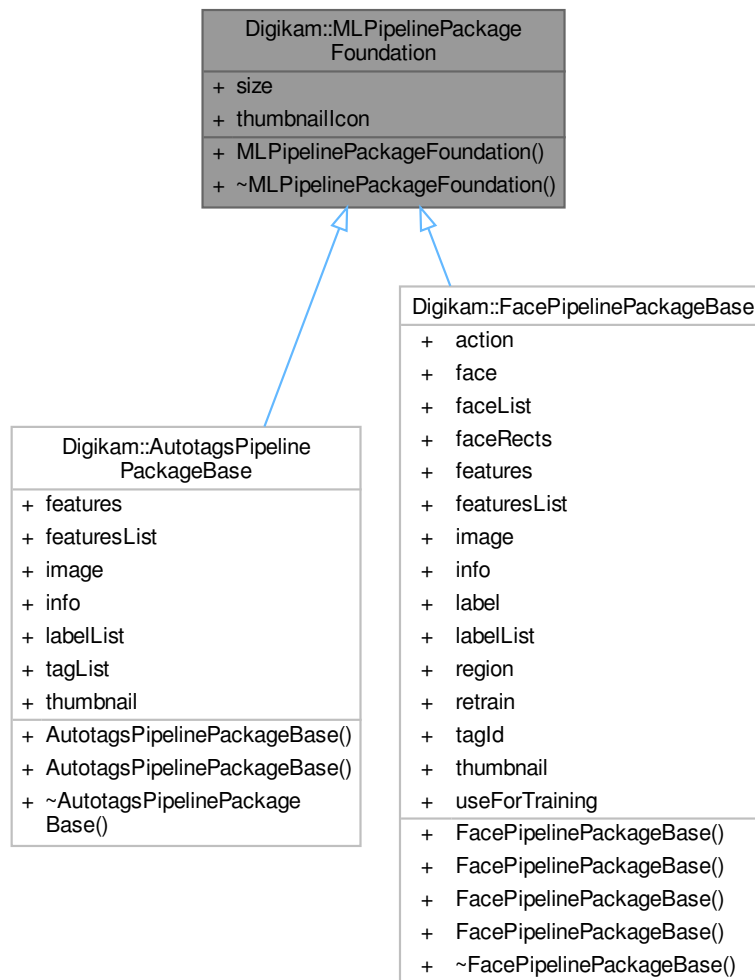 Digikam::MLPipelinePackage
Foundation
+ size
+ thumbnailIcon
+ MLPipelinePackageFoundation()
+ ~MLPipelinePackageFoundation()
Digikam::FacePipelinePackageBase
+ action
+ face
+ faceList
+ faceRects
+ features
+ featuresList
+ image
+ info
+ label
+ labelList
+ region
+ retrain
+ tagId
+ thumbnail
+ useForTraining
+ FacePipelinePackageBase()
+ FacePipelinePackageBase()
+ FacePipelinePackageBase()
+ FacePipelinePackageBase()
+ ~FacePipelinePackageBase()
Digikam::AutotagsPipeline
PackageBase
+ features
+ featuresList
+ image
+ info
+ labelList
+ tagList
+ thumbnail
+ AutotagsPipelinePackageBase()
+ AutotagsPipelinePackageBase()
+ ~AutotagsPipelinePackage
Base()